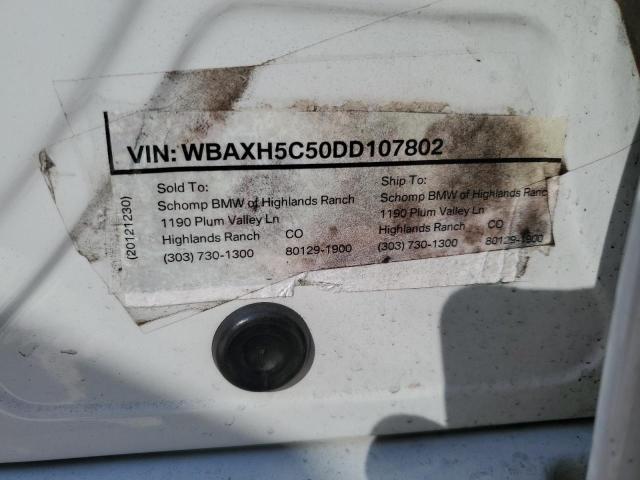 VIN: WBAXH5C50DD107802
(20121230)
Sold To:
Schomp BMW of Highlands Ranch
1190 Plum Valley Ln
Highlands Ranch CO
(303) 730-1300 80129-1900
Ship To:
Schomp BMW of Highlands Ranc
1190 Plum Valley Ln
Highlands Ranch CO
(303) 730-1300 80129-1900